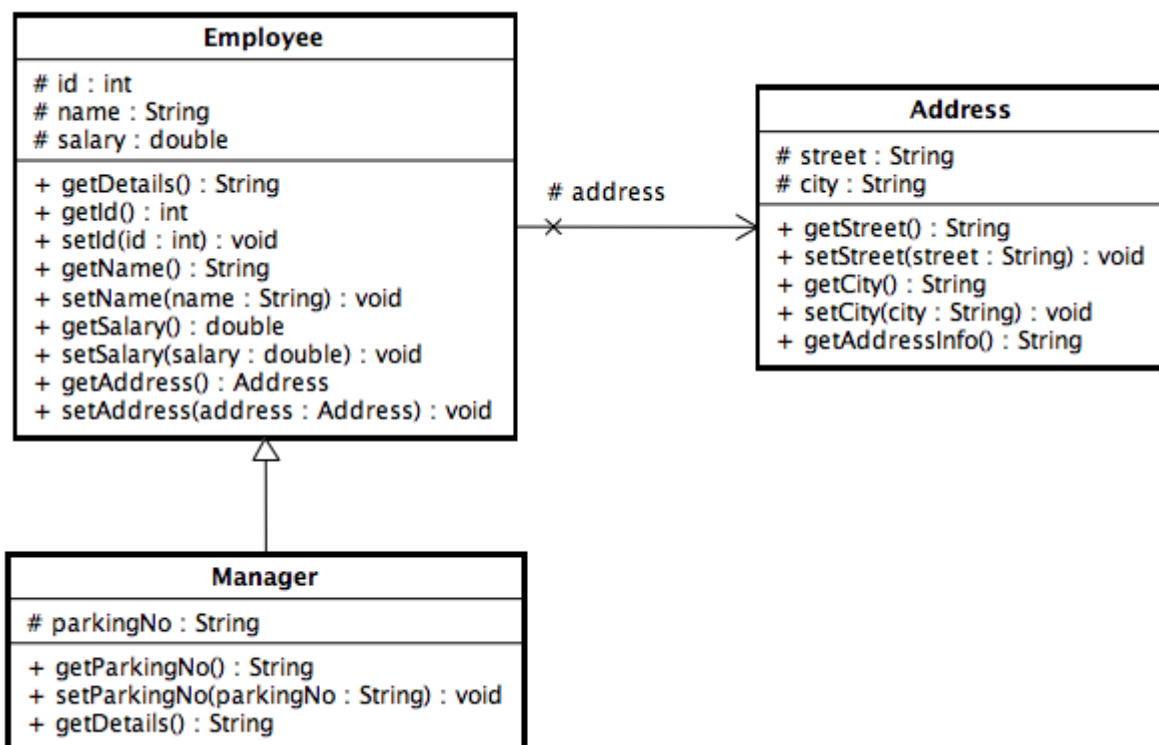 Employee
# id : int
# name : String
# salary : double
+ getDetails() : String
+ getId() : int
+ setId(id : int) : void
+ getName() : String
+ setName(name : String) : void
+ getSalary() : double
+ setSalary(salary : double) : void
+ getAddress() : Address
+ setAddress(address : Address) : void
# address
Address
# street : String
# city : String
+ getStreet() : String
+ setStreet(street : String) : void
+ getCity() : String
+ setCity(city : String) : void
+ getAddressInfo() : String
Manager
# parkingNo : String
+ getParkingNo() : String
+ setParkingNo(parkingNo : String) : void
+ getDetails() : String